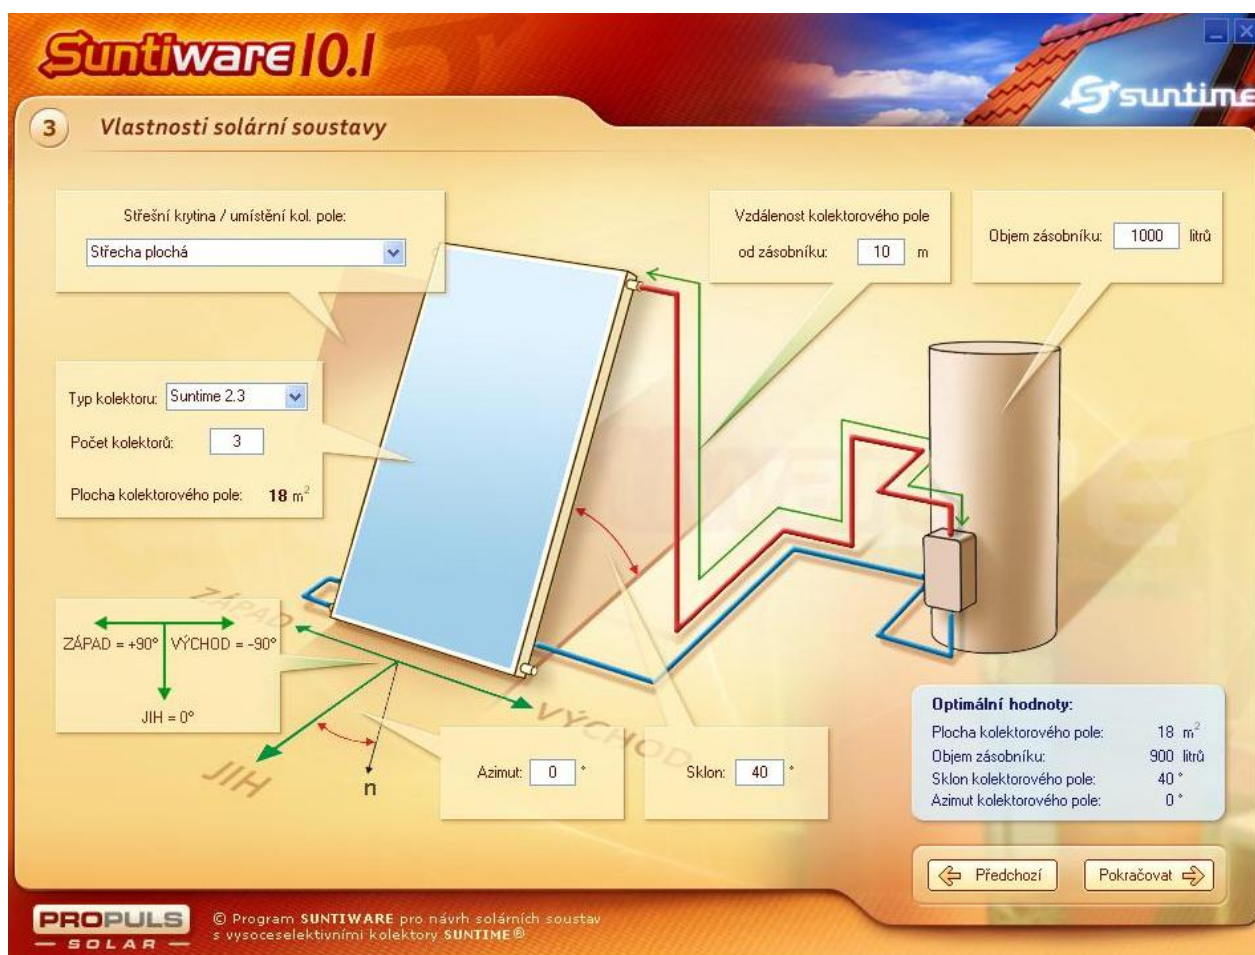 Suntiware 10.1
suntime
3 Vlastnosti solární soustavy
Střešní krytina / umístění kol. pole:
Střecha plochá
Vzdálenost kolektorového pole
od zásobníku: 10 m
Objem zásobníku: 1000 litrů
Typ kolektoru: Suntime 2.3
Počet kolektorů: 3
Plocha kolektorového pole: 18 m²
ZÁPAD
ZÁPAD = +90° VÝCHOD = -90°
JIH = 0°
VÝCHOD
JIH
n
Azimut: 0 °
Sklon: 40 °
Optimální hodnoty:
Plocha kolektorového pole: 18 m²
Objem zásobníku: 900 litrů
Sklon kolektorového pole: 40 °
Azimut kolektorového pole: 0 °
Předchozí
Pokračovat
PROPULS
SOLAR
© Program SUNTIWARE pro návrh solárních soustav
s vysoceselektivními kolektory SUNTIME®